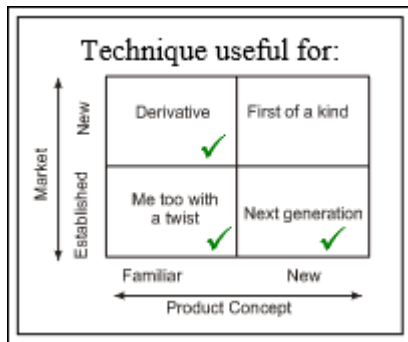 Technique useful for:
Market
New
Derivative
First of a kind
Established
Me too with
a twist
Next generation
Familiar
New
Product Concept